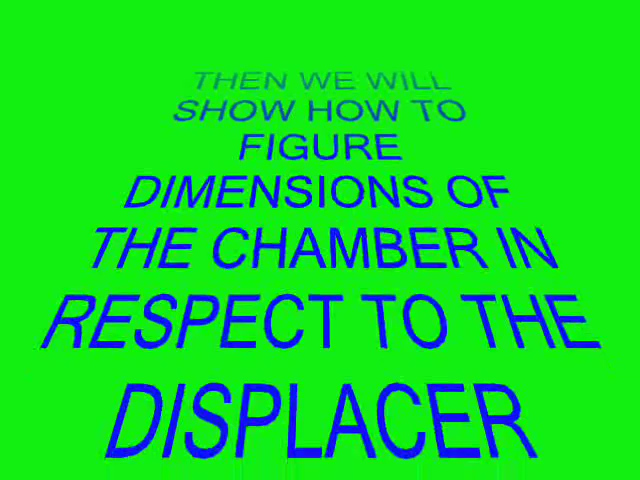 THEN WE WILL
SHOW HOW TO
FIGURE
DIMENSIONS OF
THE CHAMBER IN
RESPECT TO THE
DISPLACER